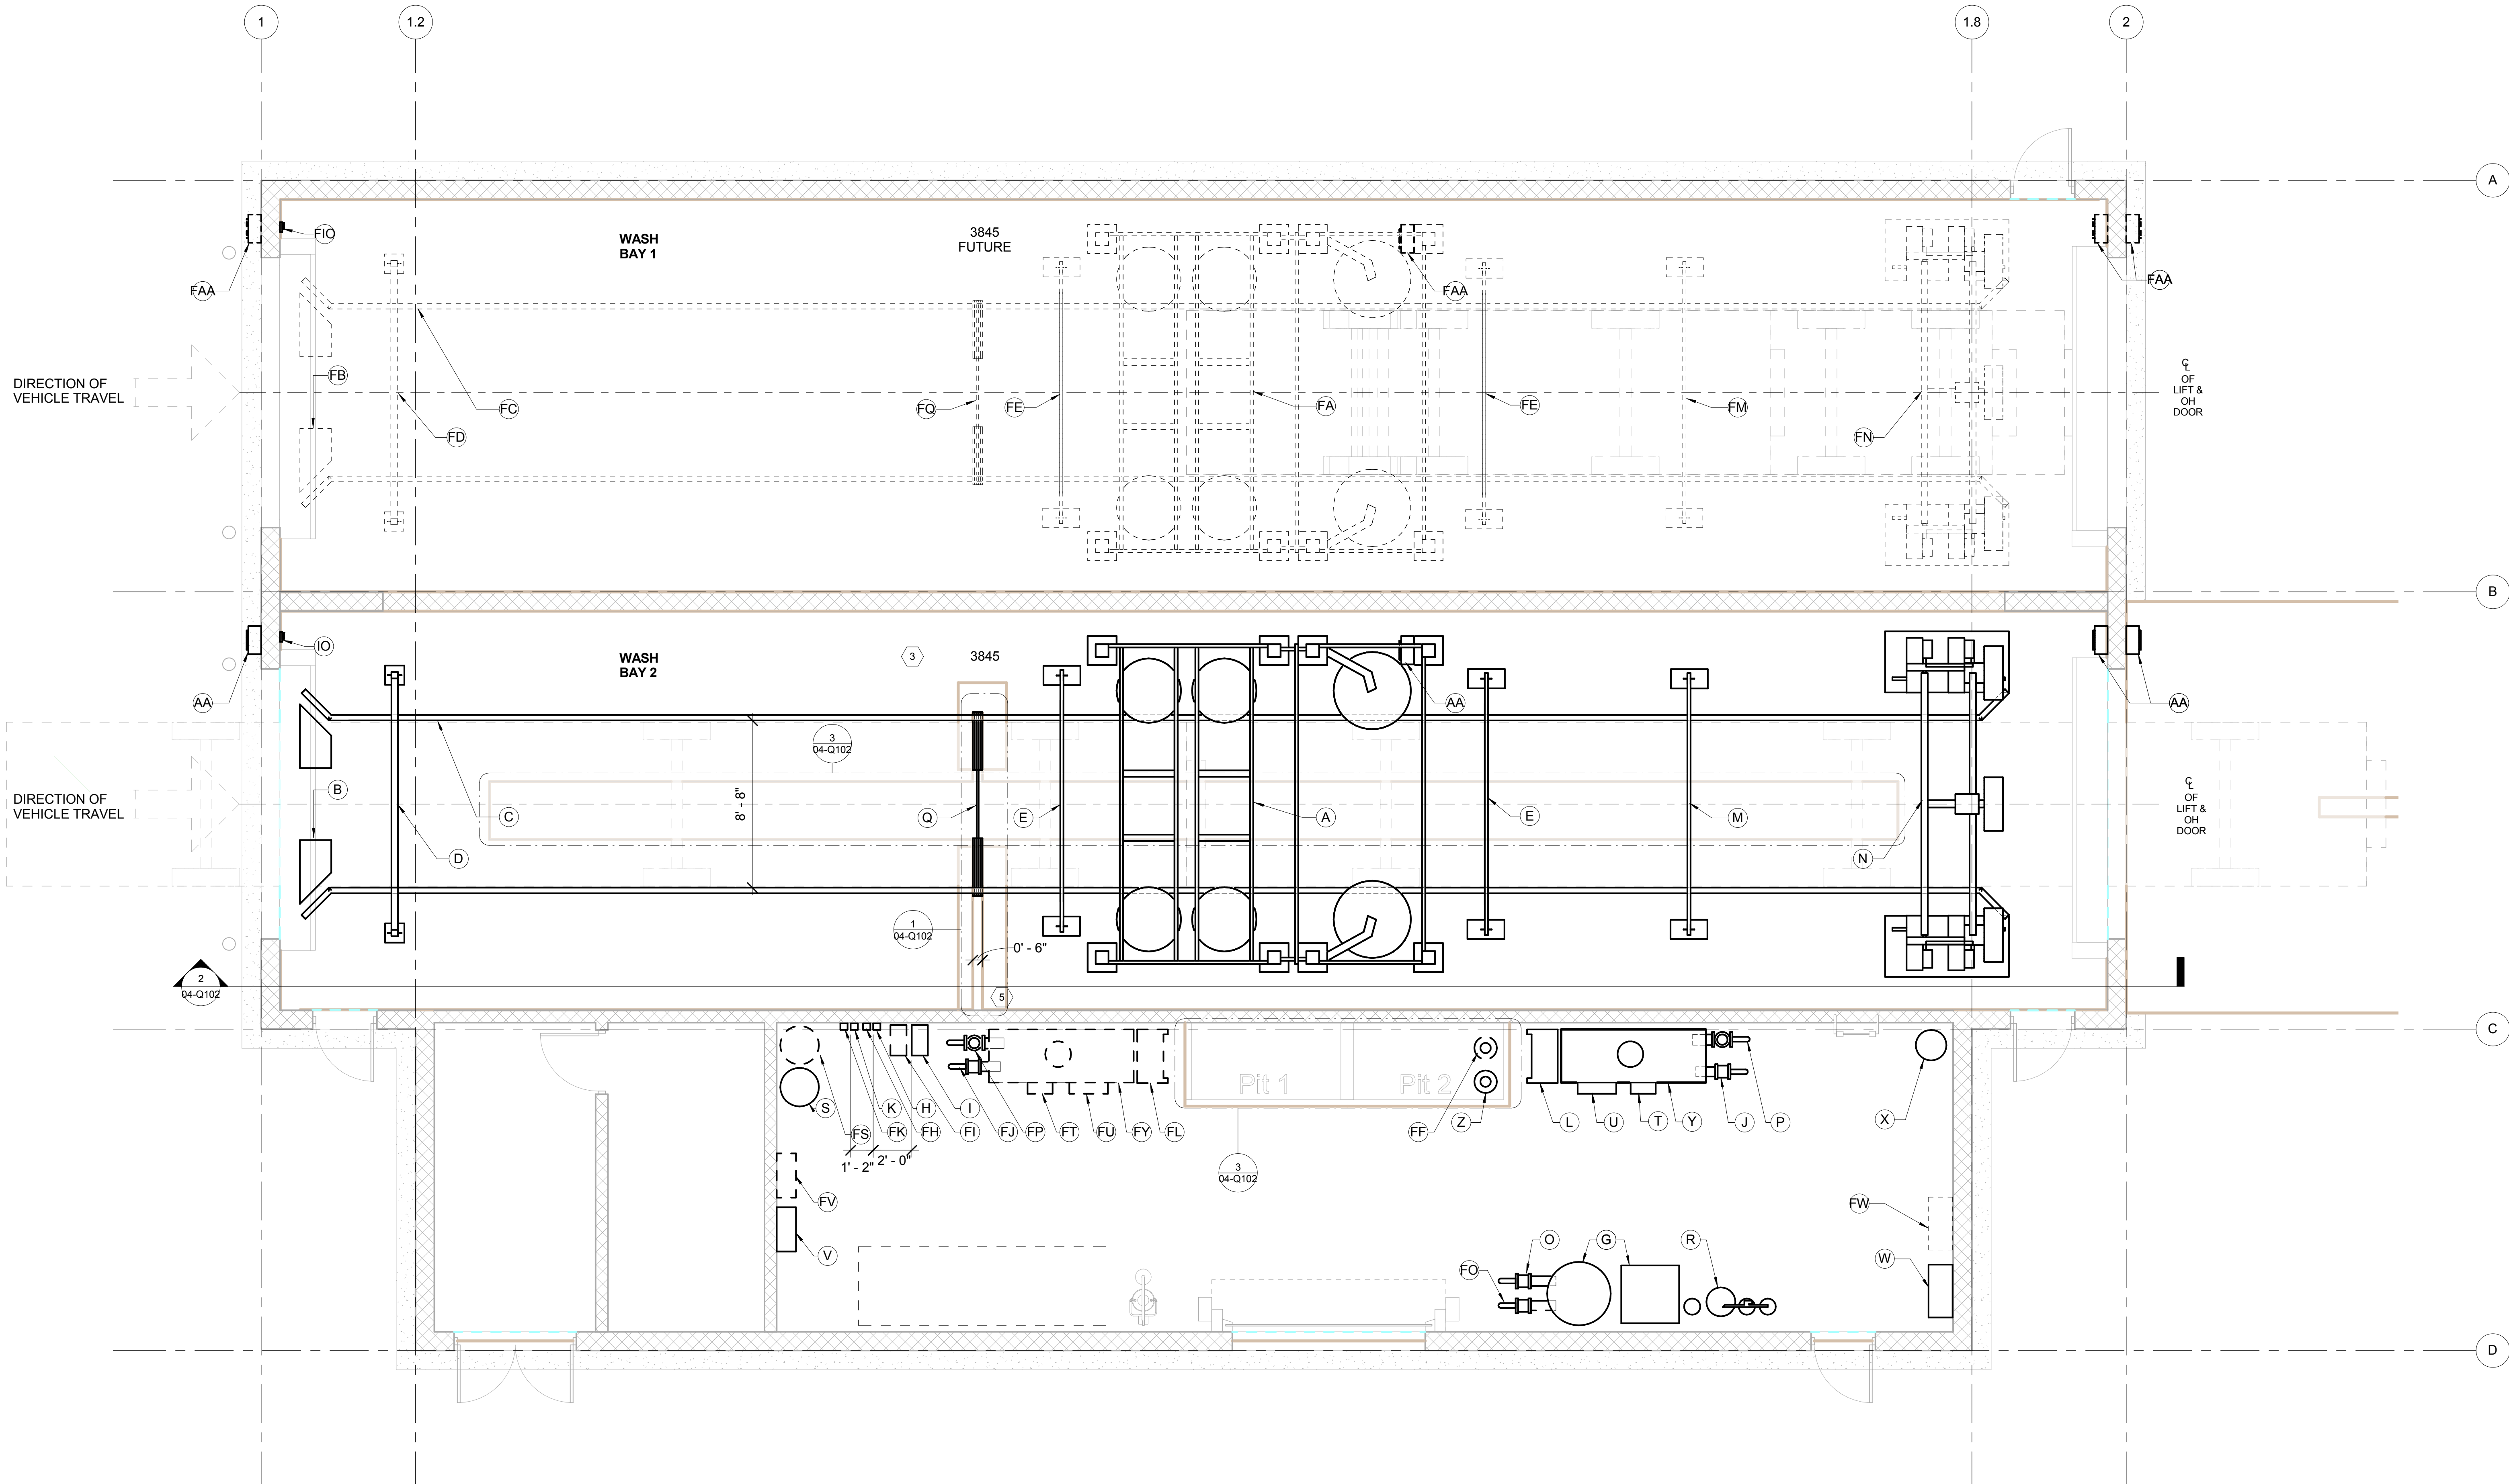 1
1.2
1.8
2
A
FIO
WASH
BAY 1
3845
FUTURE
FAA
FAA
FAA
DIRECTION OF
VEHICLE TRAVEL
FB
FC
FD
FQ
FE
FA
FE
FM
FN
℄
OF
LIFT &
OH
DOOR
B
IO
WASH
BAY 2
3
3845
AA
AA
AA
3
04-Q102
8' - 8"
DIRECTION OF
VEHICLE TRAVEL
B
C
D
Q
E
A
E
M
N
℄
OF
LIFT &
OH
DOOR
1
04-Q102
0' - 6"
2
04-Q102
5
C
Pit 1
Pit 2
S
K
H
I
FS
FK
FH
FI
FJ
FP
FT
FU
FY
FL
FF
Z
L
U
T
Y
J
P
X
1' - 2"
2' - 0"
3
04-Q102
FV
V
FW
W
O
G
R
FO
D